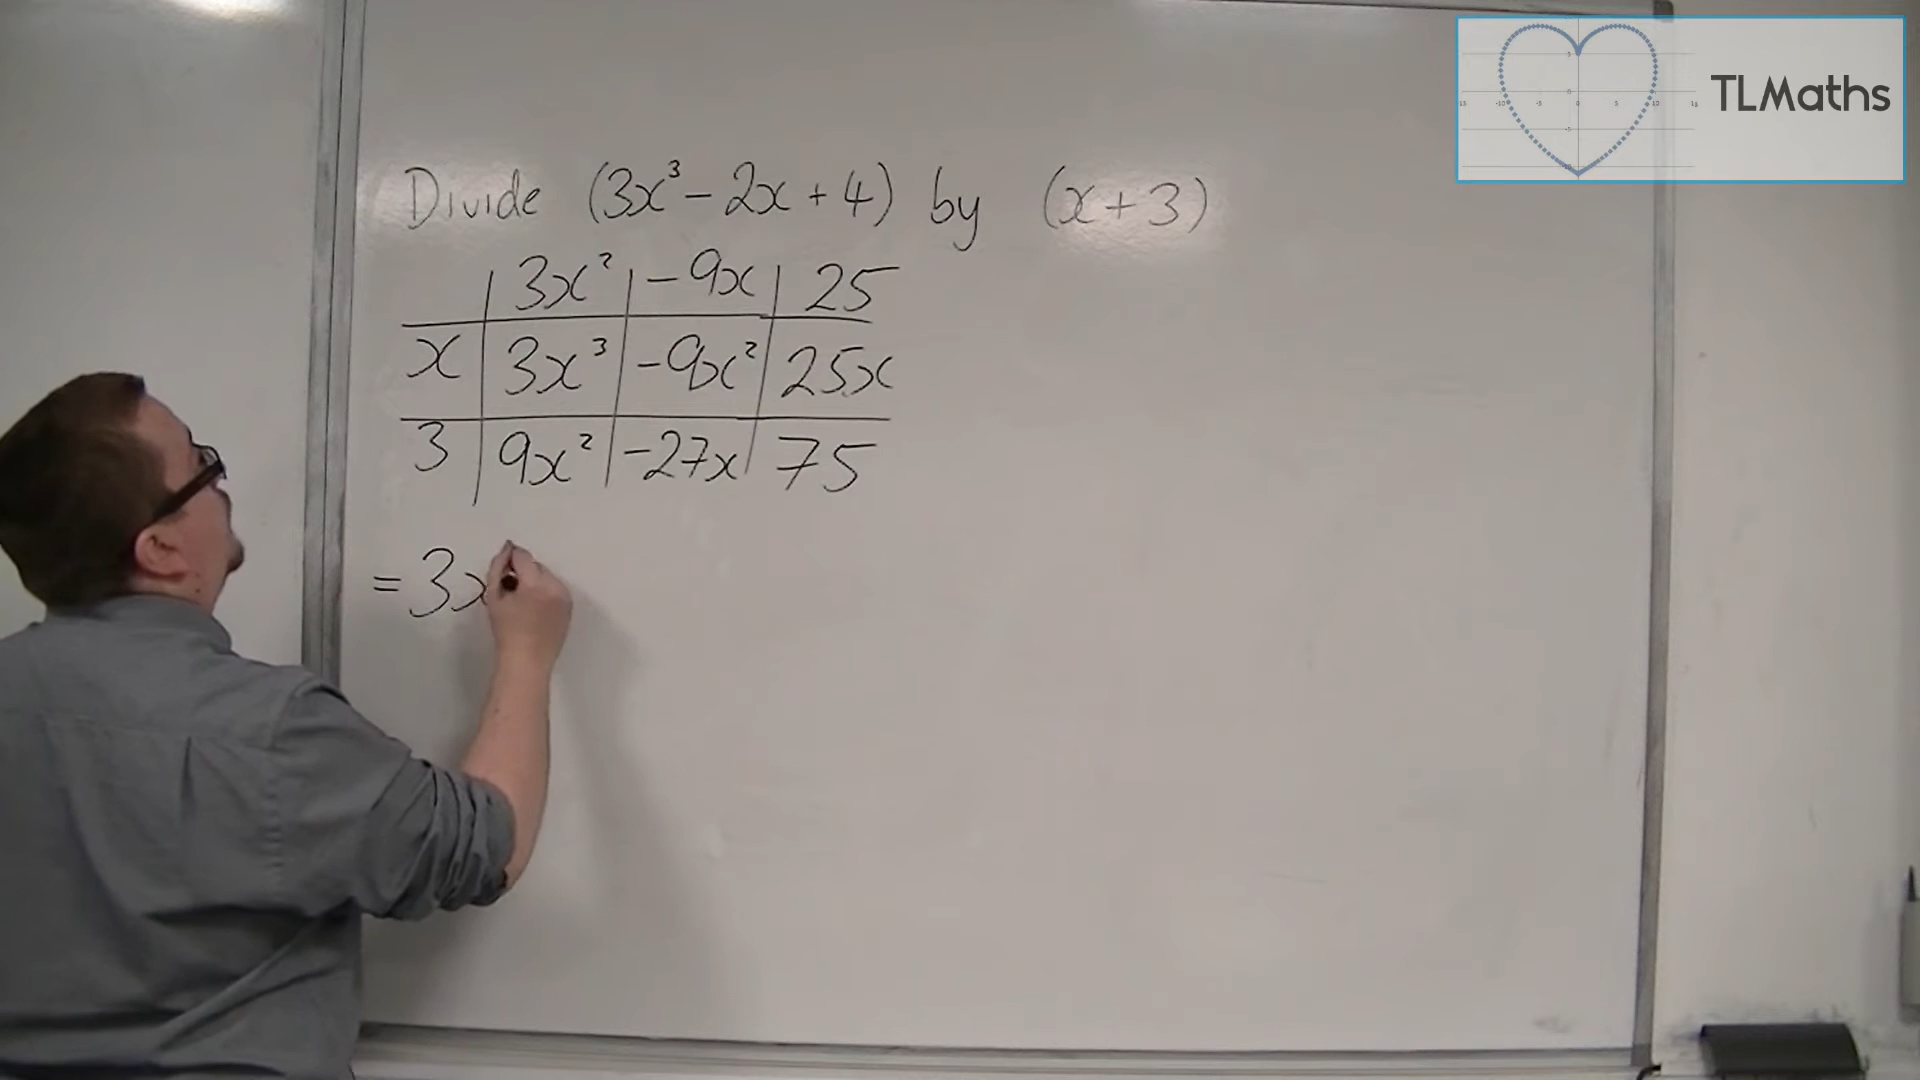 TLMaths
Divide (3x³ - 2x + 4) by (x + 3)
3x² | -9x | 25
x | 3x³ | -9x² | 25x
3 | 9x² | -27x | 75
= 3x